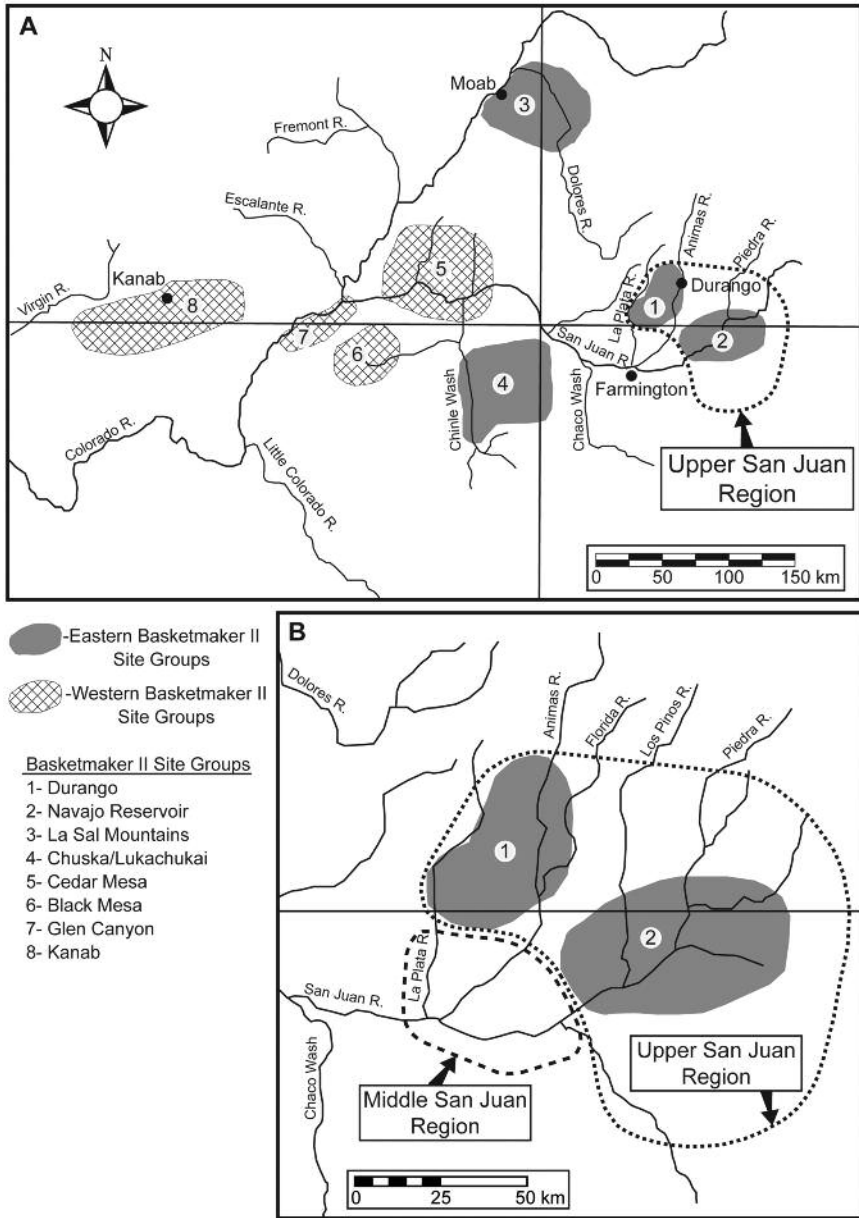 A
N
Moab
3
Fremont R.
Dolores R.
Escalante R.
Animas R.
Piedra R.
5
Kanab
Virgin R.
8
La Plata R.
1
Durango
7
San Juan R.
2
6
4
Farmington
Chinle Wash
Chaco Wash
Colorado R.
Little Colorado R.
Upper San Juan
Region
0 50 75 100 150 km
-Eastern Basketmaker II
Site Groups
-Western Basketmaker II
Site Groups
Basketmaker II Site Groups
1- Durango
2- Navajo Reservoir
3- La Sal Mountains
4- Chuska/Lukachukai
5- Cedar Mesa
6- Black Mesa
7- Glen Canyon
8- Kanab
B
Dolores R.
Animas R.
Florida R.
Los Pinos R.
Piedra R.
1
2
La Plata R.
San Juan R.
Chaco Wash
Middle San Juan
Region
Upper San Juan
Region
0 25 50 km